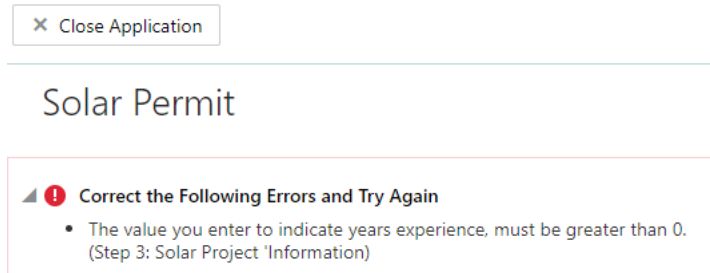 Close Application
Solar Permit
Correct the Following Errors and Try Again
• The value you enter to indicate years experience, must be greater than 0.
(Step 3: Solar Project 'Information)